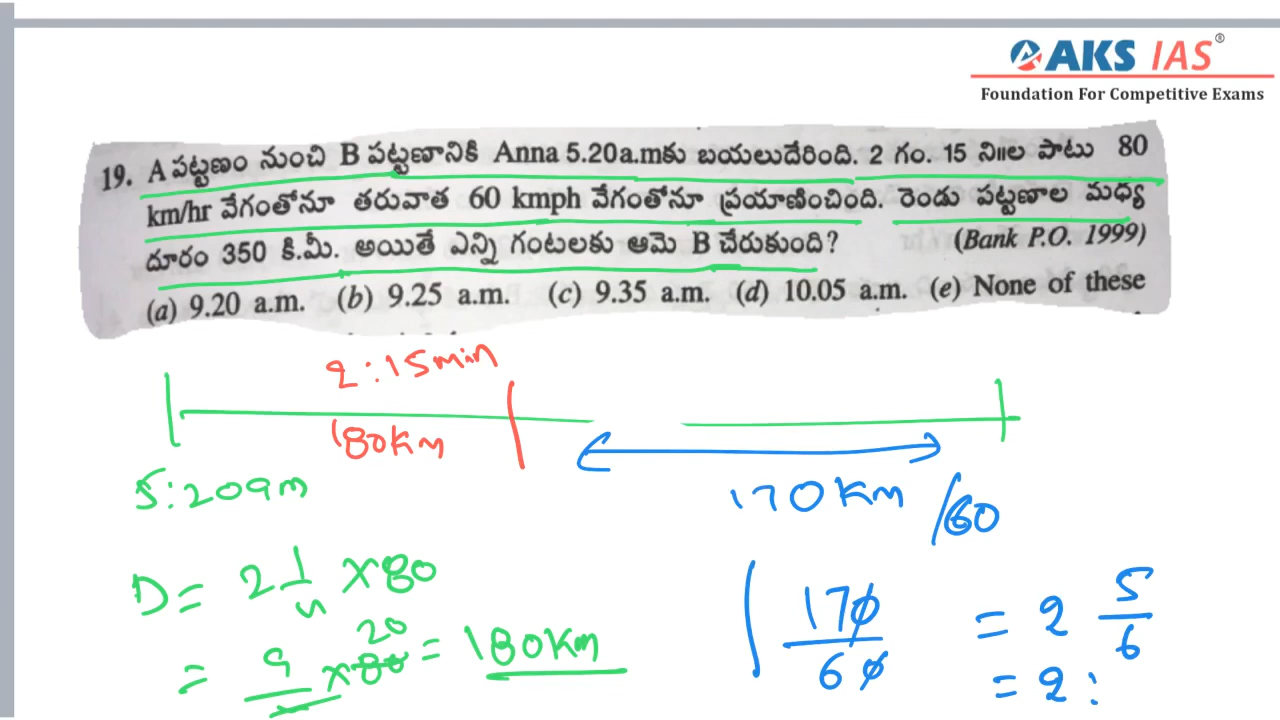 AKS IAS®
Foundation For Competitive Exams
19. A పట్టణం నుంచి B పట్టణానికి Anna 5.20a.mకు బయలుదేరింది. 2 గం. 15 ని॥ల పాటు 80
km/hr వేగంతోనూ తరువాత 60 kmph వేగంతోనూ ప్రయాణించింది. రెండు పట్టణాల మధ్య
దూరం 350 కి.మీ. అయితే ఎన్ని గంటలకు ఆమె B చేరుకుంది? (Bank P.O. 1999)
(a) 9.20 a.m. (b) 9.25 a.m. (c) 9.35 a.m. (d) 10.05 a.m. (e) None of these
2:15min
180Km
5:20am
170Km /60
D = 2 1/4 x80
20
= 9 x80 = 180Km
170/60 = 2 5/6
= 2: